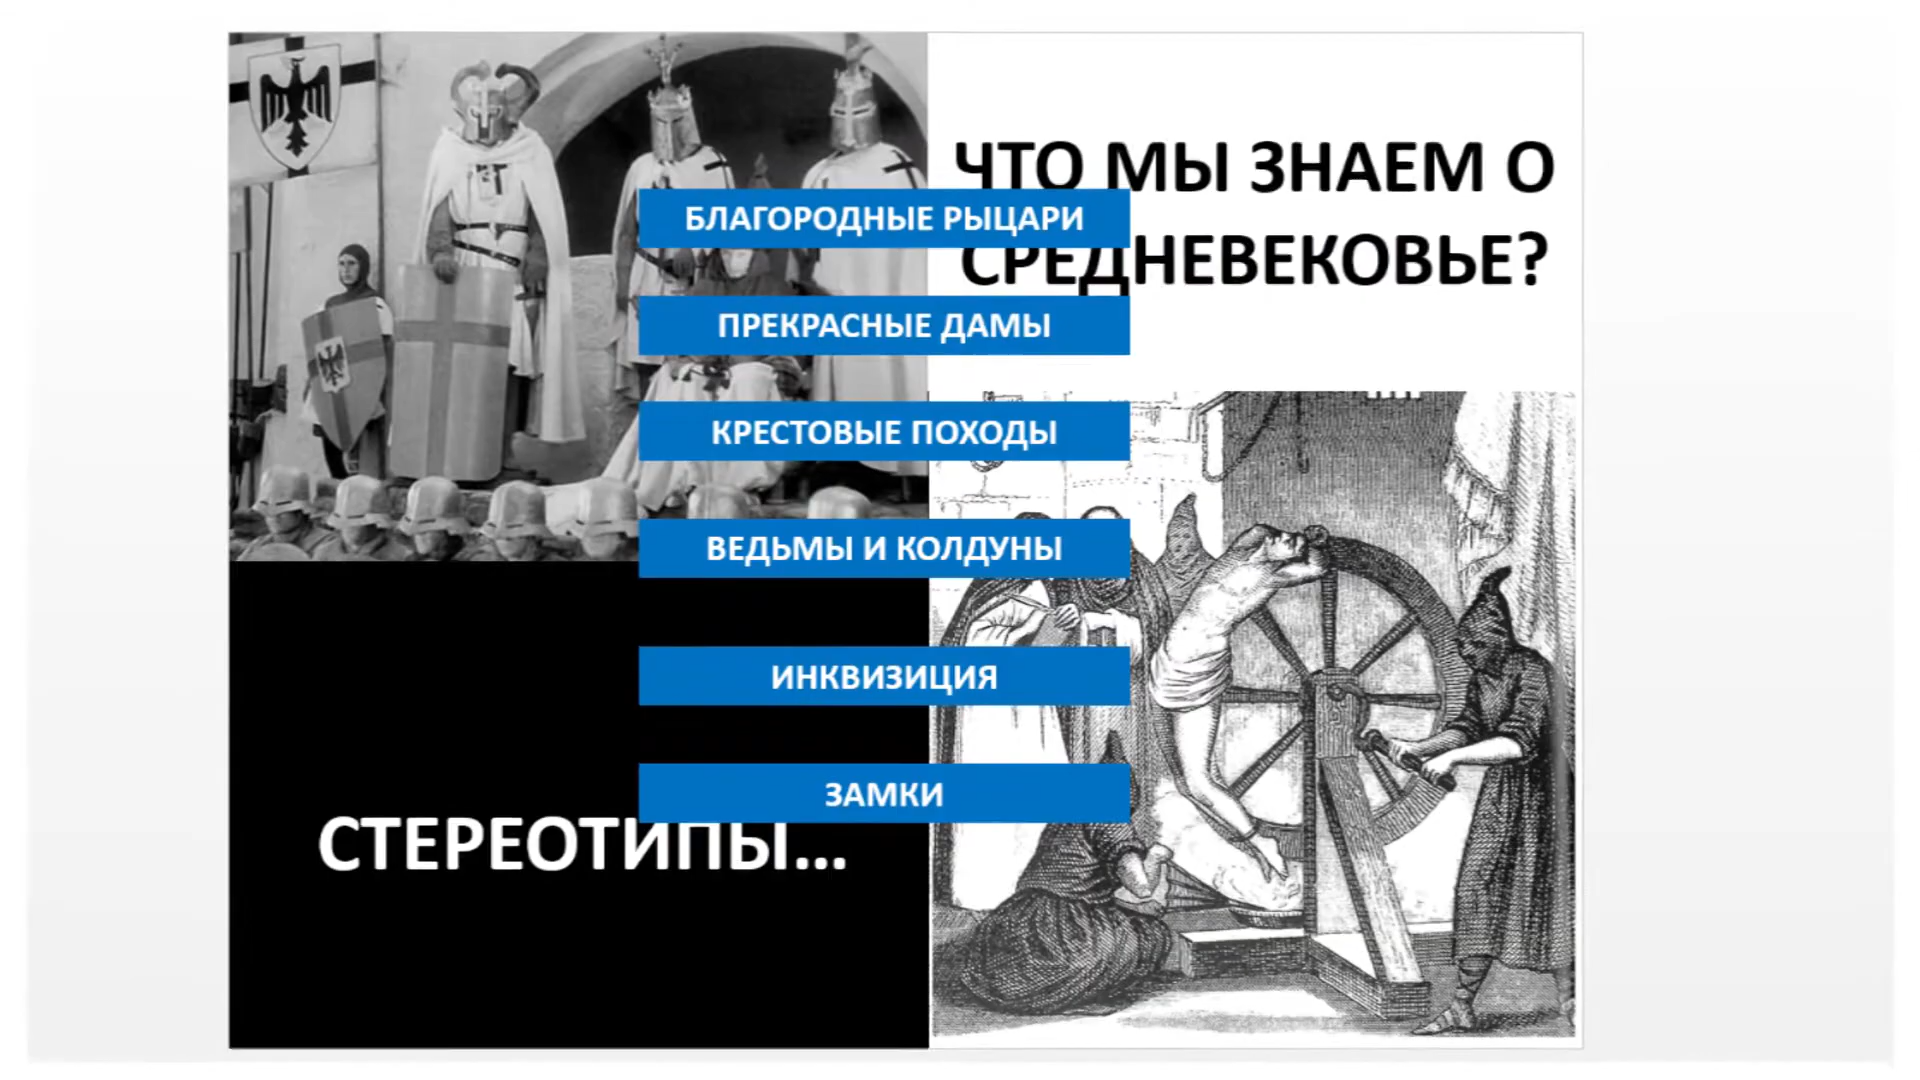 ЧТО МЫ ЗНАЕМ О
СРЕДНЕВЕКОВЬЕ?
БЛАГОРОДНЫЕ РЫЦАРИ
ПРЕКРАСНЫЕ ДАМЫ
КРЕСТОВЫЕ ПОХОДЫ
ВЕДЬМЫ И КОЛДУНЫ
ИНКВИЗИЦИЯ
ЗАМКИ
СТЕРЕОТИПЫ...